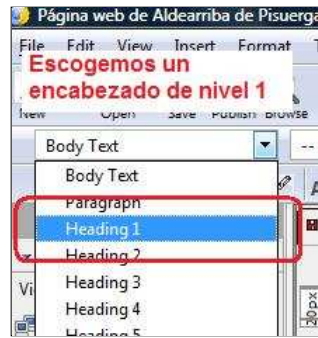 Página web de Aldearriba de Pisuerga
File Edit View Insert Format
Escogemos un
encabezado de nivel 1
New Open Save Publish Browse
Body Text
Body Text
Paragraph
Heading 1
Heading 2
Heading 3
Heading 4
Heading 5
20px